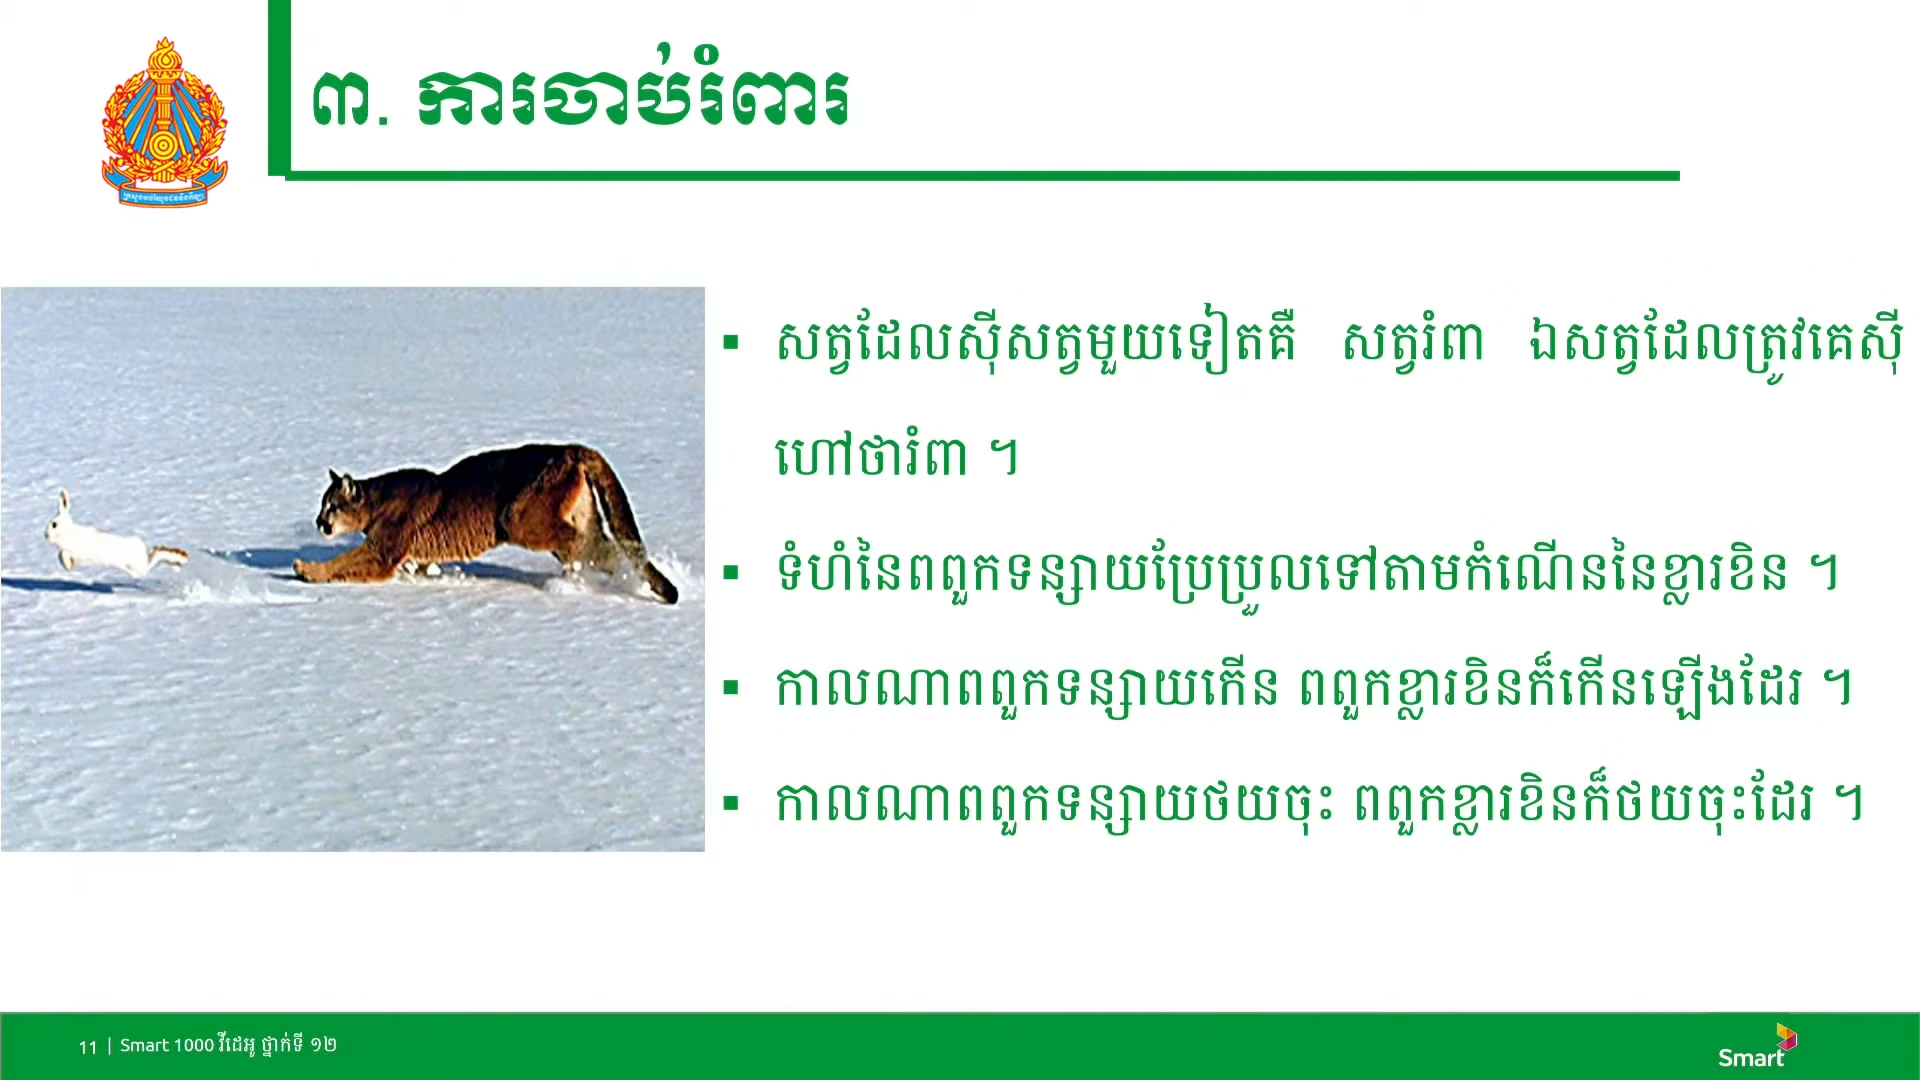 ៣. ការចាប់រំពារ
▪ សត្វដែលស៊ីសត្វមួយទៀតគឺ សត្វរំពា ឯសត្វដែលត្រូវគេស៊ី
ហៅថារំពា ។
▪ ទំហំនៃពពួកទន្សាយប្រែប្រួលទៅតាមកំណើននៃខ្លារខិន ។
▪ កាលណាពពួកទន្សាយកើន ពពួកខ្លារខិនក៏កើនឡើងដែរ ។
▪ កាលណាពពួកទន្សាយថយចុះ ពពួកខ្លារខិនក៏ថយចុះដែរ ។
11 | Smart 1000 វីដេអូ ថ្នាក់ទី ១២
Smart